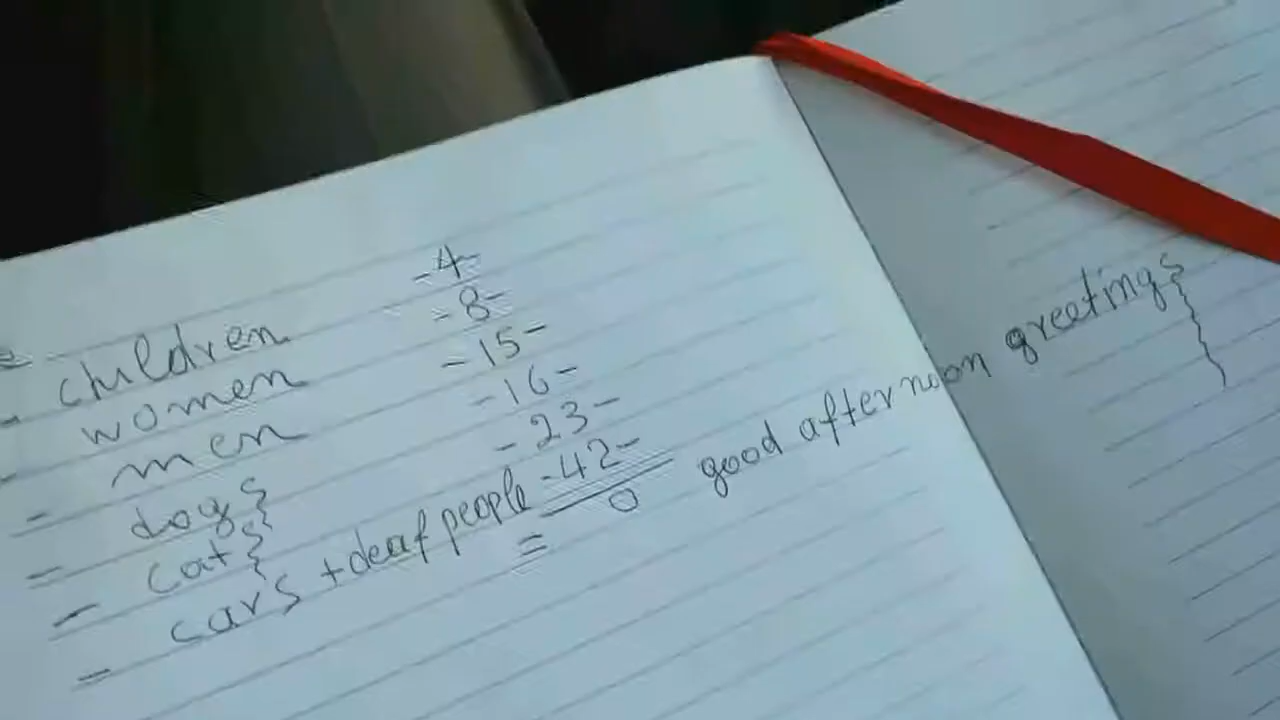 - children -4-
- women -8-
- men -15-
- dogs -16-
- cats -23-
- cars + deaf people -42-
= 0 good afternoon greetings